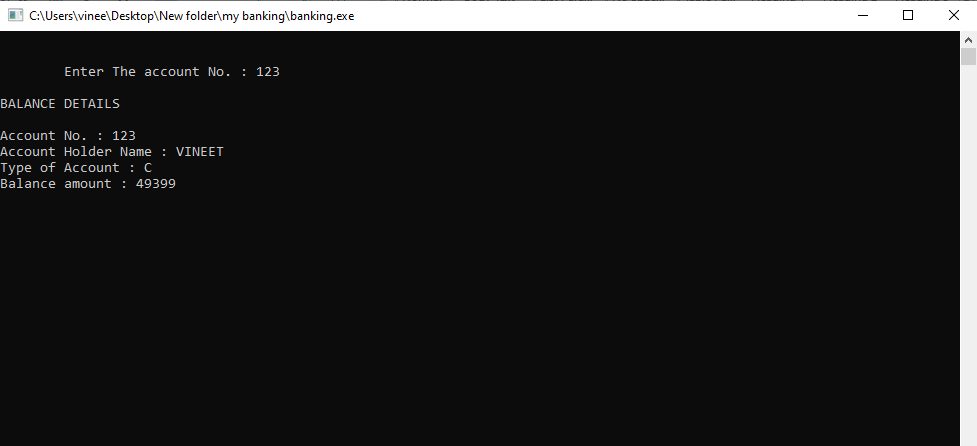 C:\Users\vinee\Desktop\New folder\my banking\banking.exe
Enter The account No. : 123
BALANCE DETAILS
Account No. : 123
Account Holder Name : VINEET
Type of Account : C
Balance amount : 49399